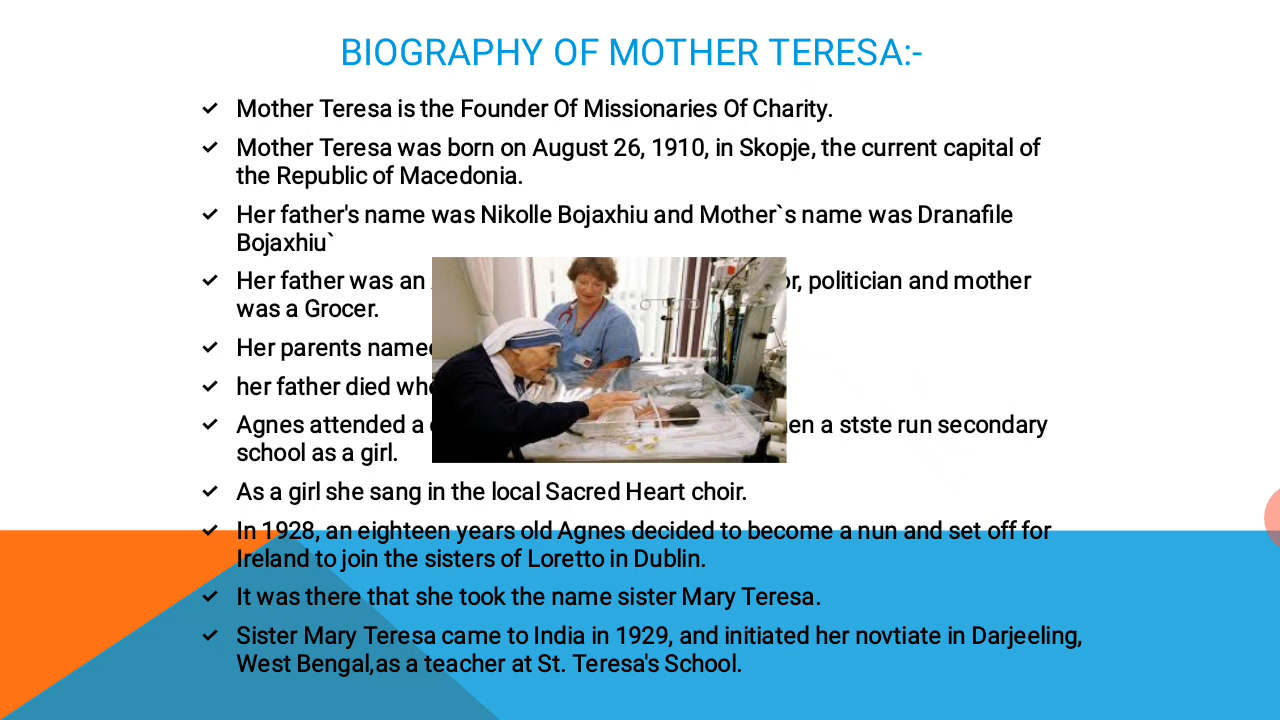 BIOGRAPHY OF MOTHER TERESA:-
Mother Teresa is the Founder Of Missionaries Of Charity.
Mother Teresa was born on August 26, 1910, in Skopje, the current capital of
the Republic of Macedonia.
Her father's name was Nikolle Bojaxhiu and Mother`s name was Dranafile
Bojaxhiu`
Her father was an politician and mother
was a Grocer.
Her parents
her father died
Agnes attended a a stste run secondary
school as a girl.
As a girl she sang in the local Sacred Heart choir.
In 1928, an eighteen years old Agnes decided to become a nun and set off for
Ireland to join the sisters of Loretto in Dublin.
It was there that she took the name sister Mary Teresa.
Sister Mary Teresa came to India in 1929, and initiated her novtiate in Darjeeling,
West Bengal,as a teacher at St. Teresa's School.